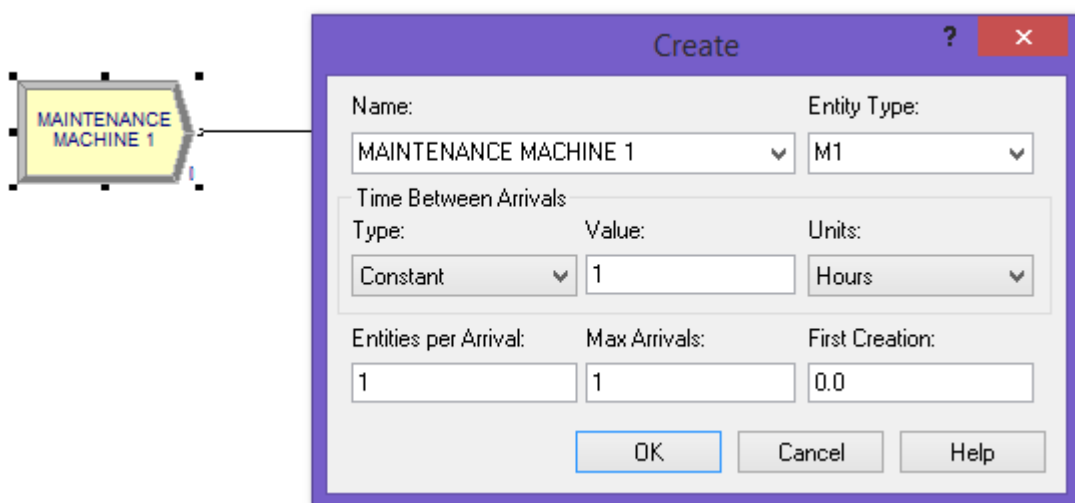 Create
?
×
MAINTENANCE
MACHINE 1
0
Name:
Entity Type:
MAINTENANCE MACHINE 1
M1
Time Between Arrivals
Type:
Value:
Units:
Constant
1
Hours
Entities per Arrival:
Max Arrivals:
First Creation:
1
1
0.0
OK
Cancel
Help